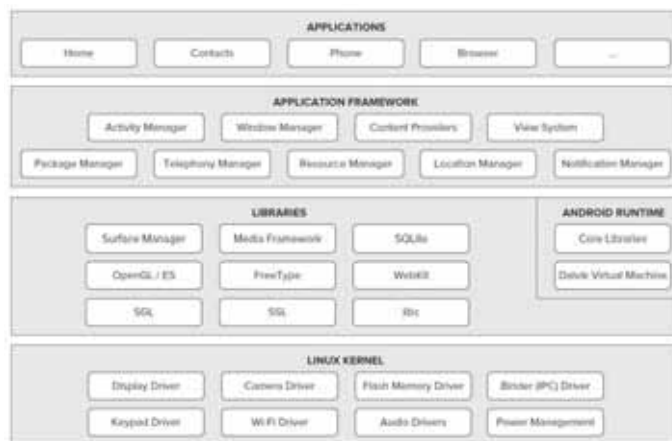 APPLICATIONS
Home Contacts Phone Browser ...
APPLICATION FRAMEWORK
Activity Manager Window Manager Content Providers View System
Package Manager Telephony Manager Resource Manager Location Manager Notification Manager
LIBRARIES ANDROID RUNTIME
Surface Manager Media Framework SQLite Core Libraries
OpenGL / ES FreeType WebKit Dalvik Virtual Machine
SGL SSL libc
LINUX KERNEL
Display Driver Camera Driver Flash Memory Driver Binder (IPC) Driver
Keypad Driver Wi-Fi Driver Audio Drivers Power Management